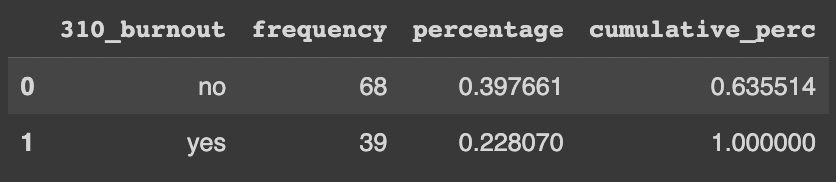 310_burnout frequency percentage cumulative_perc
0 no 68 0.397661 0.635514
1 yes 39 0.228070 1.000000